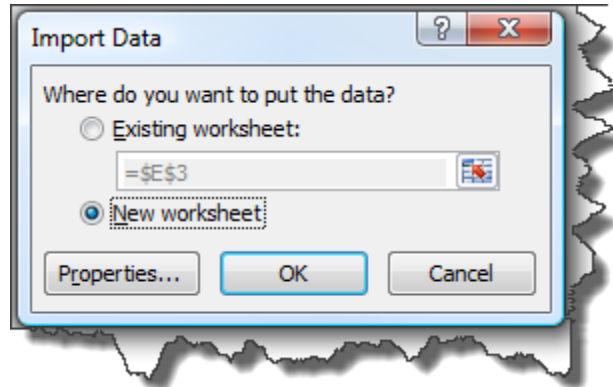 Import Data
Where do you want to put the data?
Existing worksheet:
=$E$3
New worksheet
Properties...
OK
Cancel